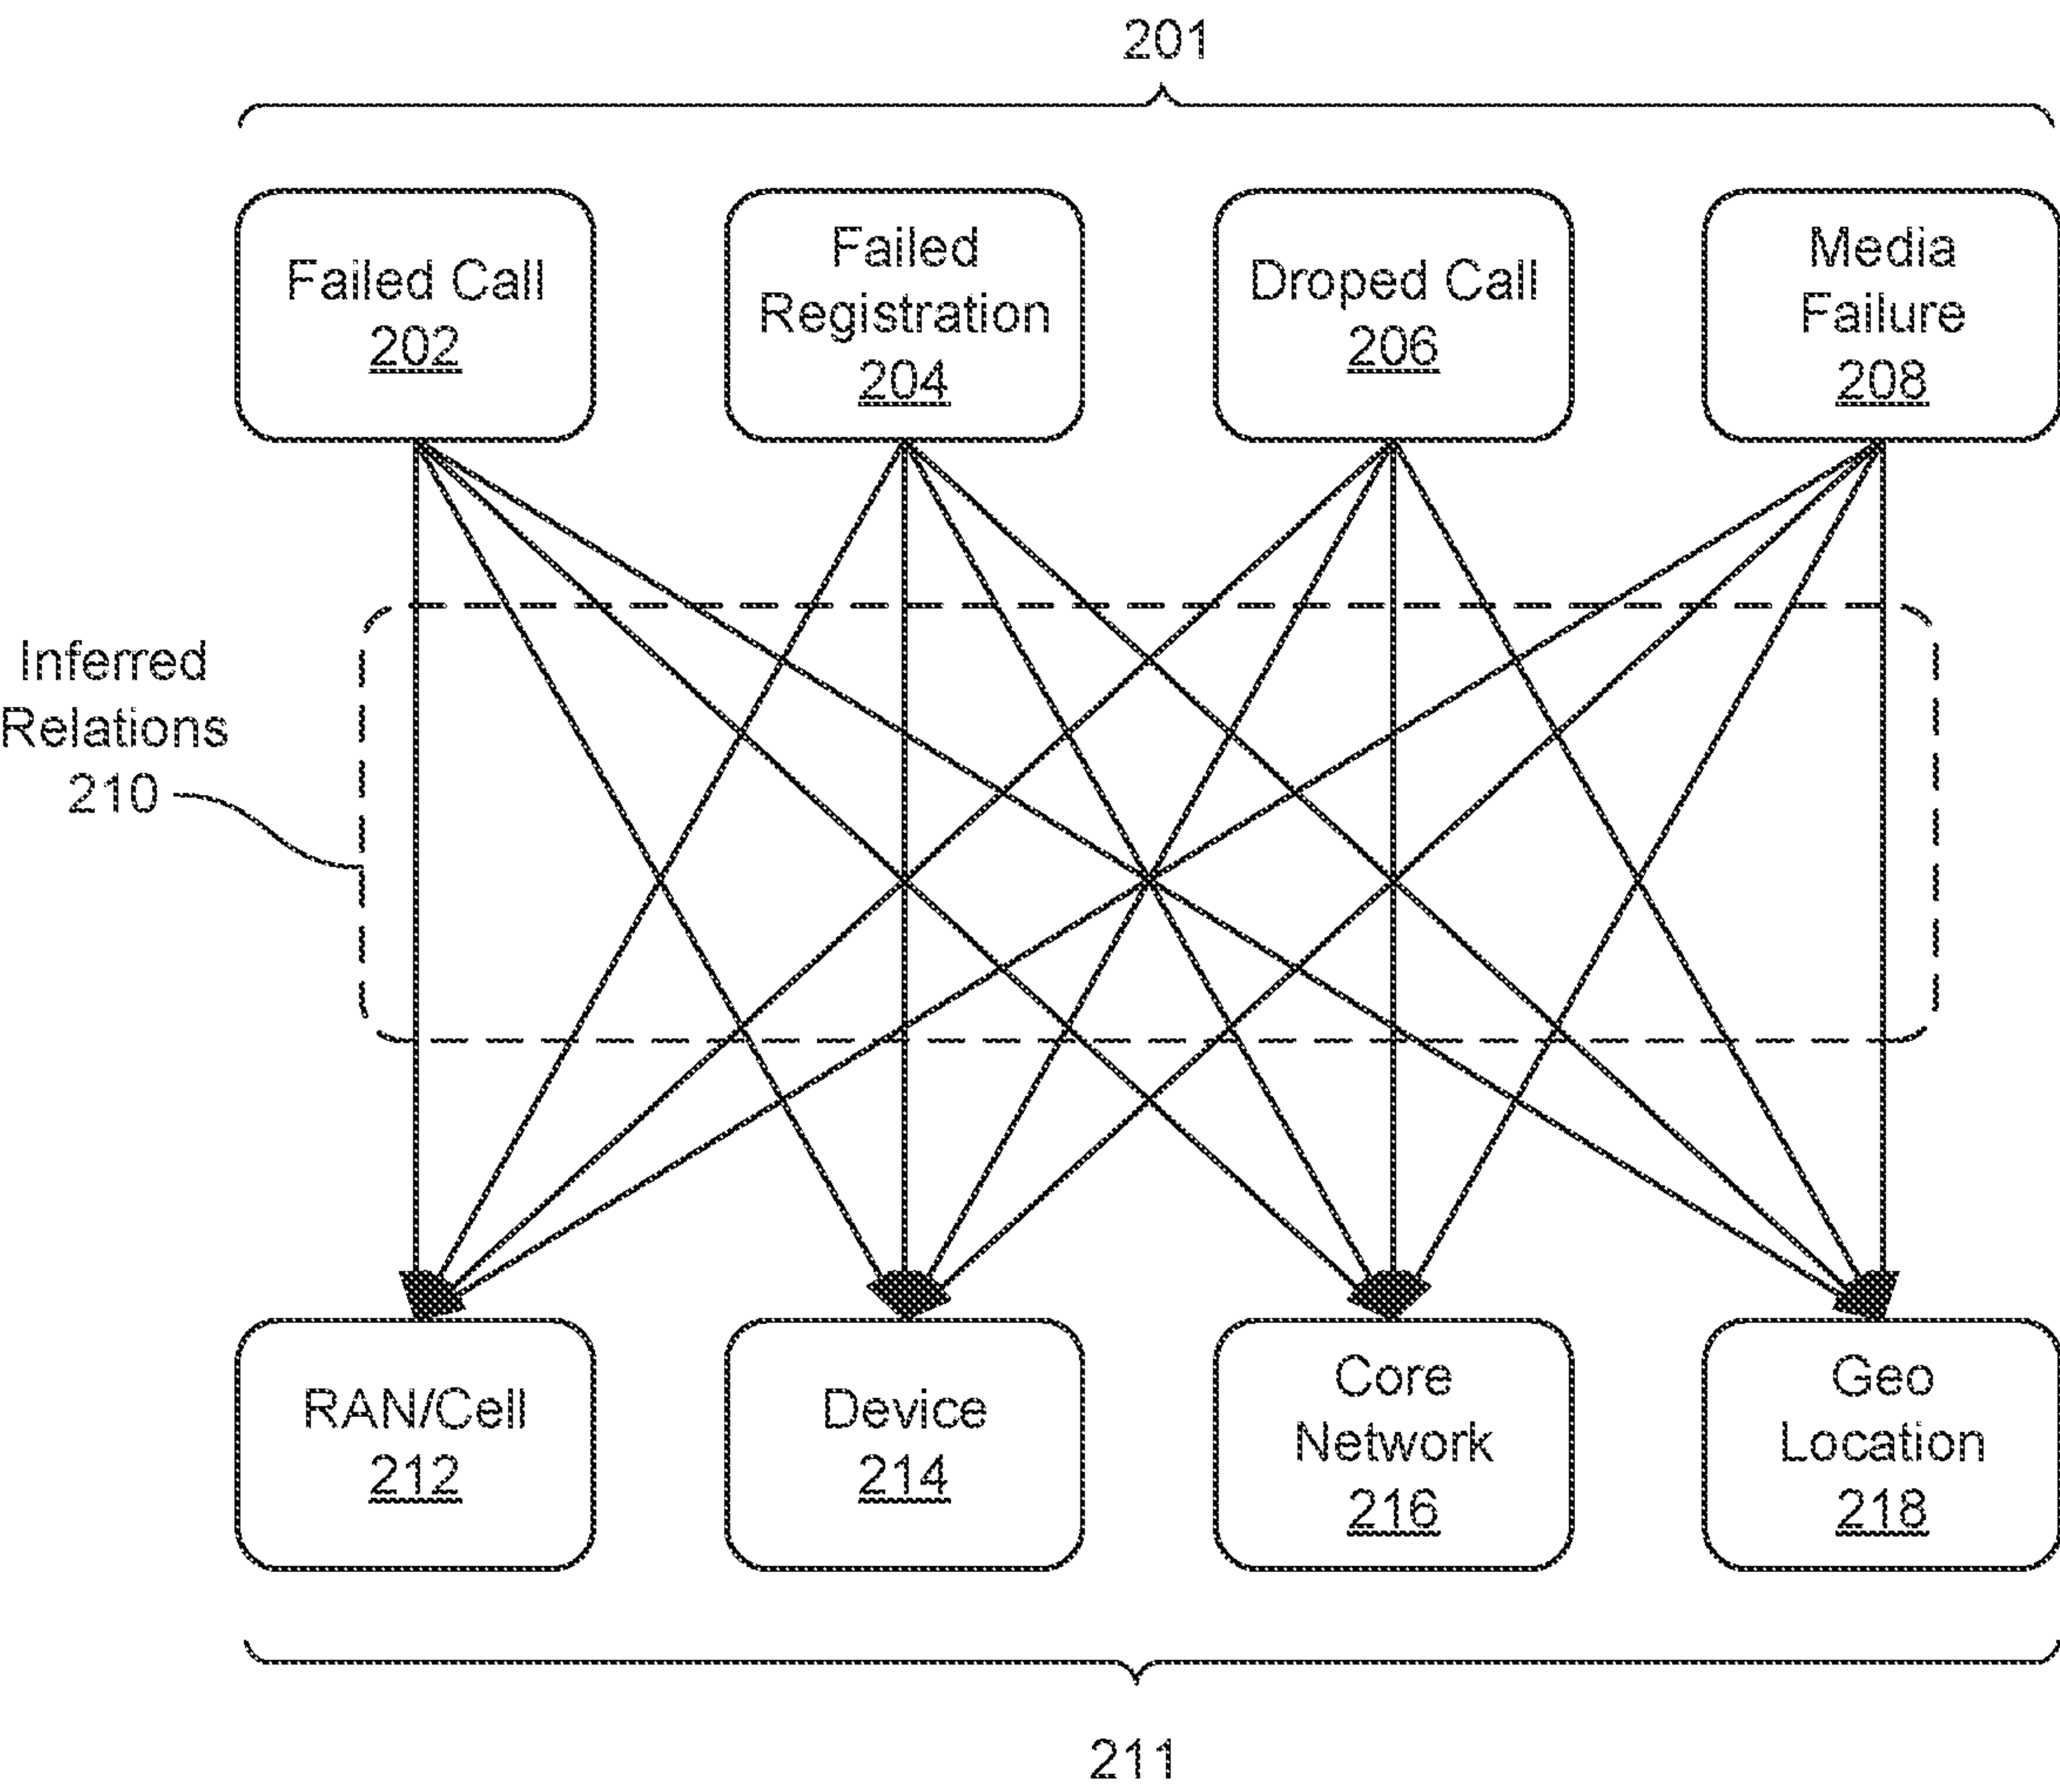 201
Failed Call
202
Failed
Registration
204
Droped Call
206
Media
Failure
208
Inferred
Relations
210
RAN/Cell
212
Device
214
Core
Network
216
Geo
Location
218
211